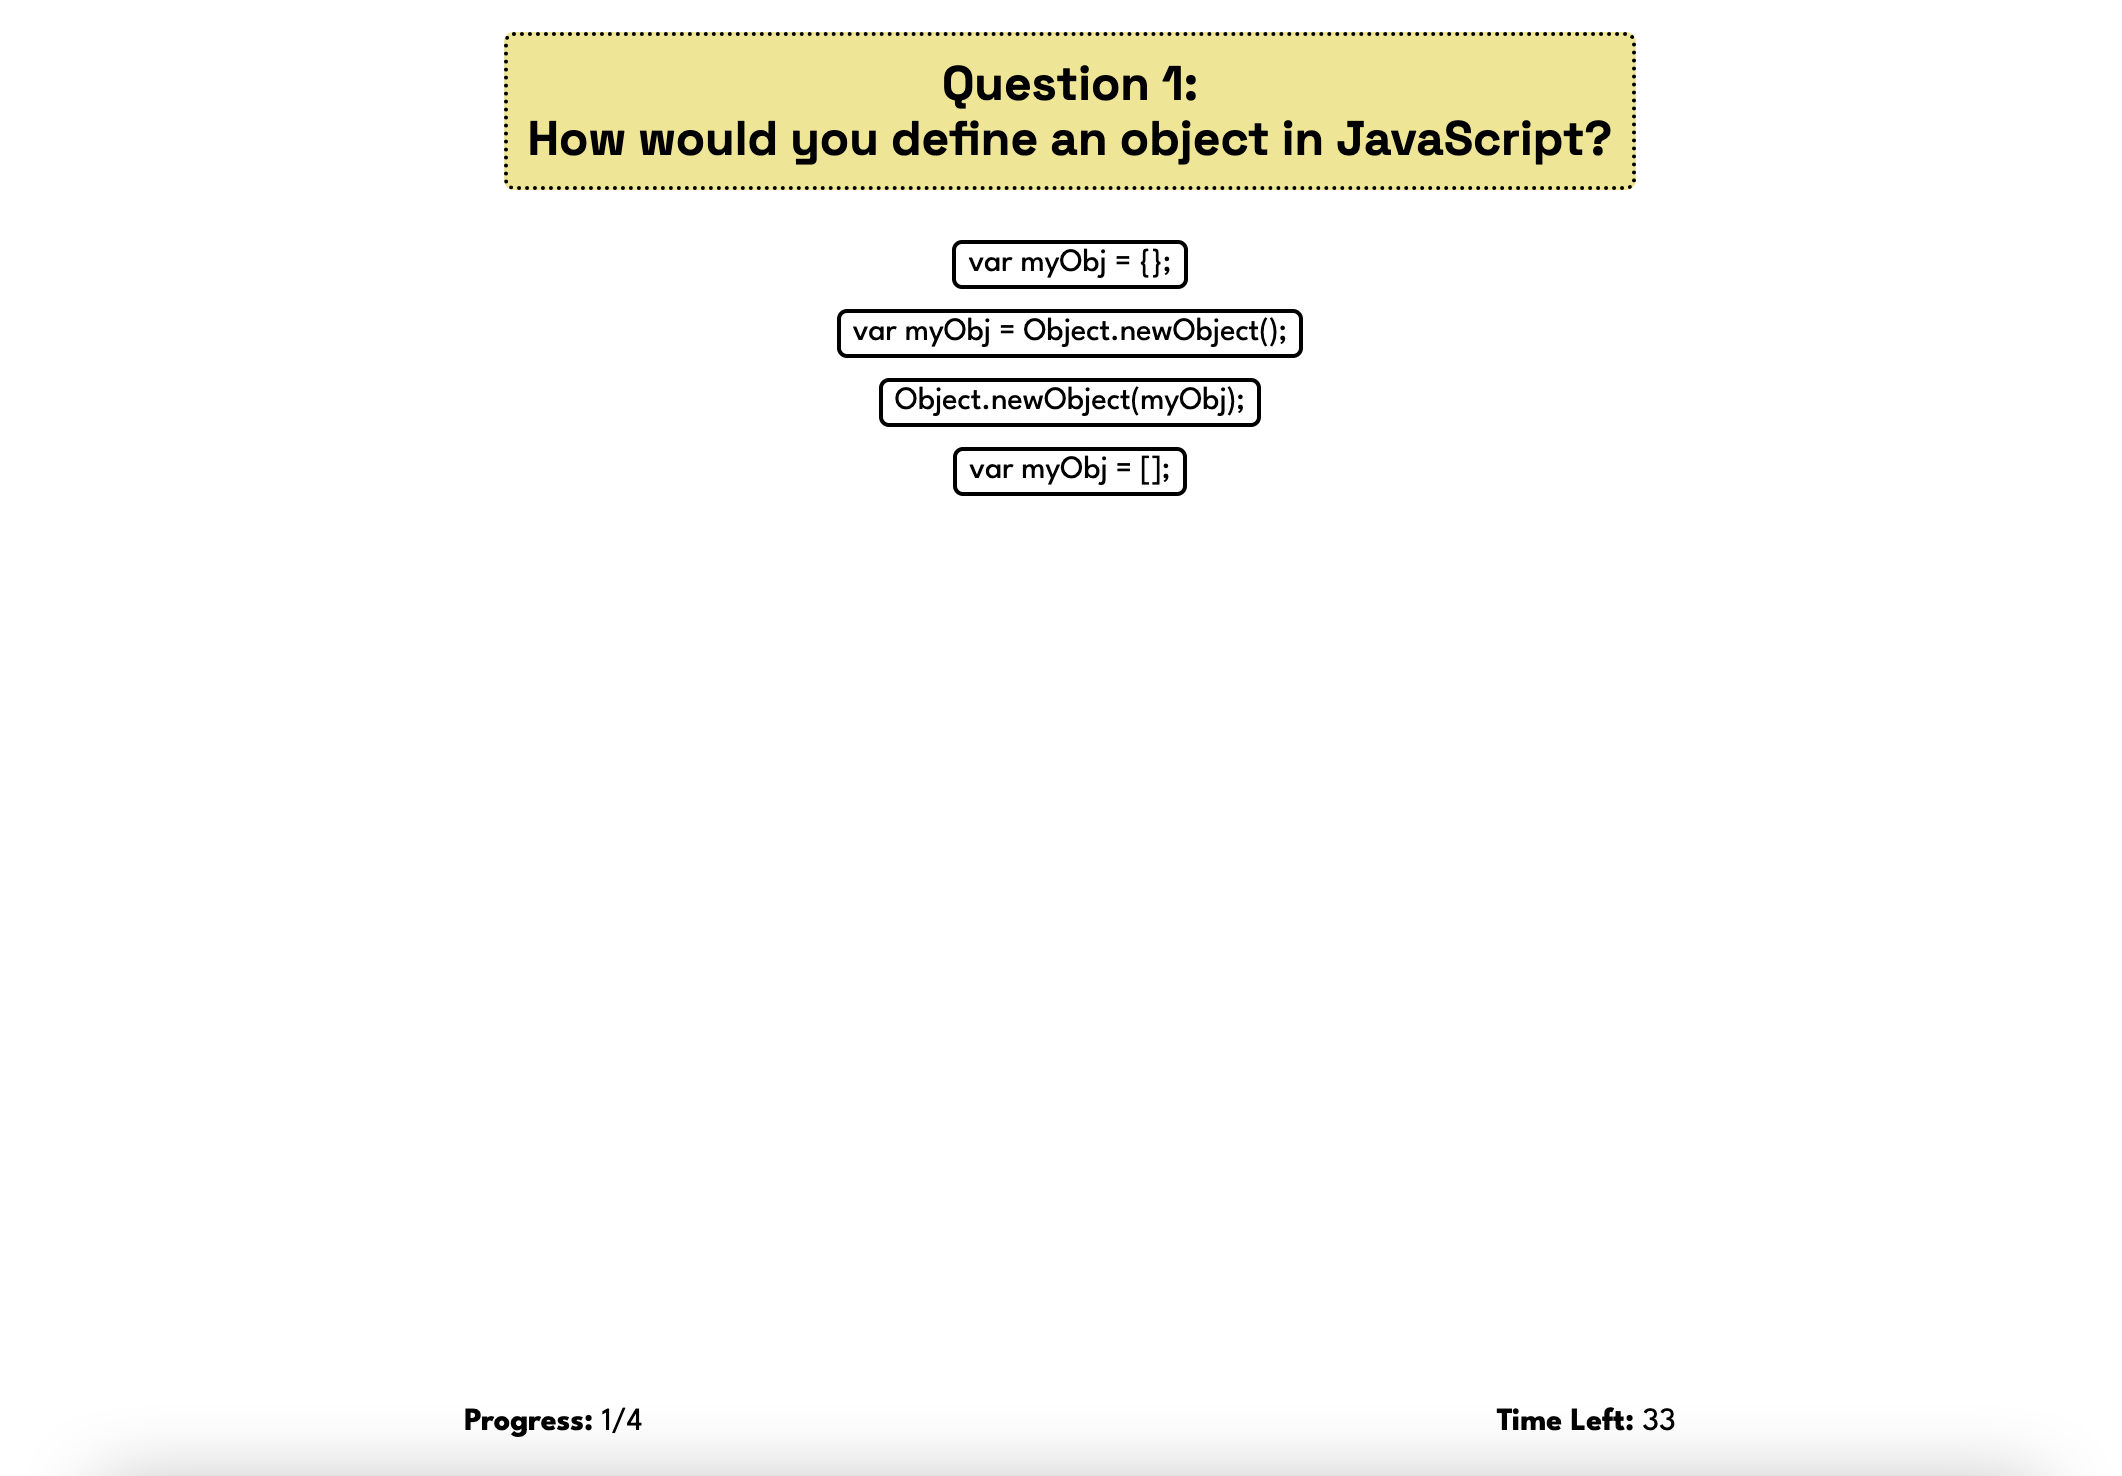 Question 1:
How would you define an object in JavaScript?
var myObj = {};
var myObj = Object.newObject();
Object.newObject(myObj);
var myObj = [];
Progress: 1/4
Time Left: 33